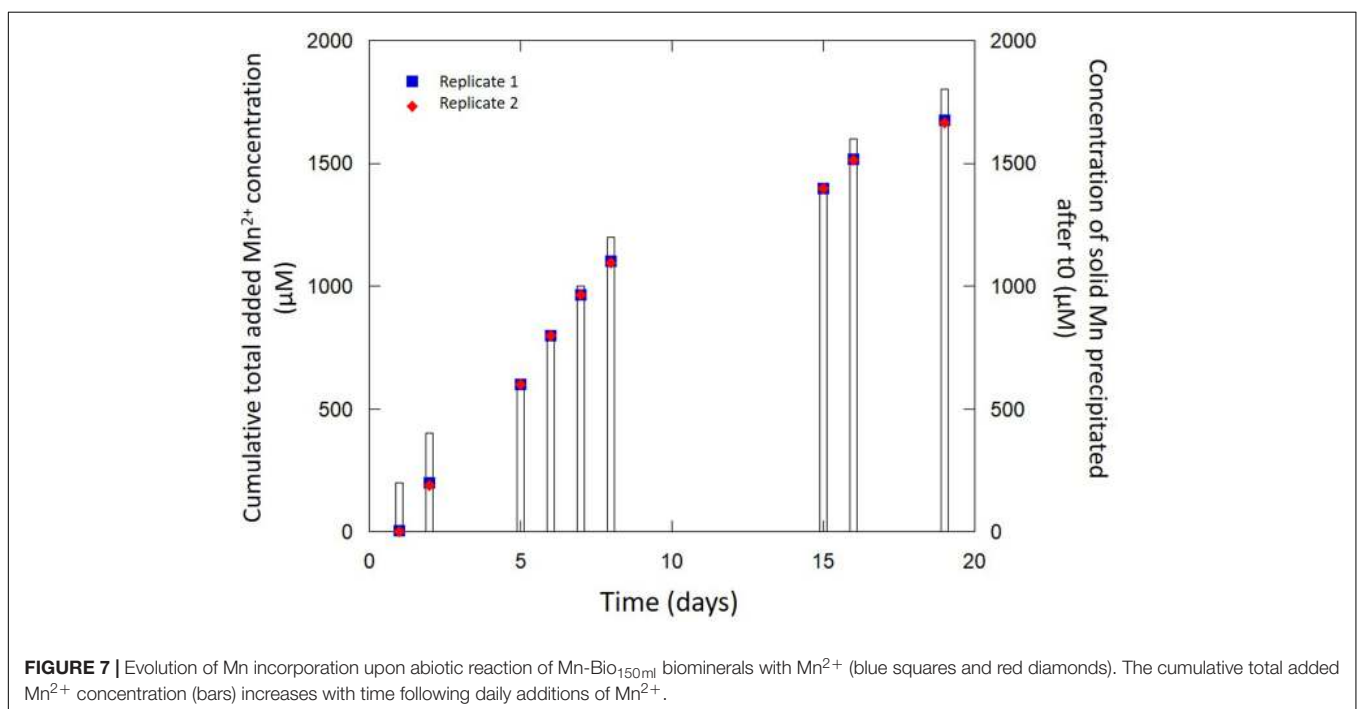 Cumulative total added Mn²⁺ concentration
(µM)
2000
1500
1000
500
0
Replicate 1
Replicate 2
0 5 10 15 20
Time (days)
2000
1500
1000
500
0
Concentration of solid Mn precipitated
after t0 (µM)
FIGURE 7 | Evolution of Mn incorporation upon abiotic reaction of Mn-Bio₁₅₀ₘₗ biominerals with Mn²⁺ (blue squares and red diamonds). The cumulative total added
Mn²⁺ concentration (bars) increases with time following daily additions of Mn²⁺.